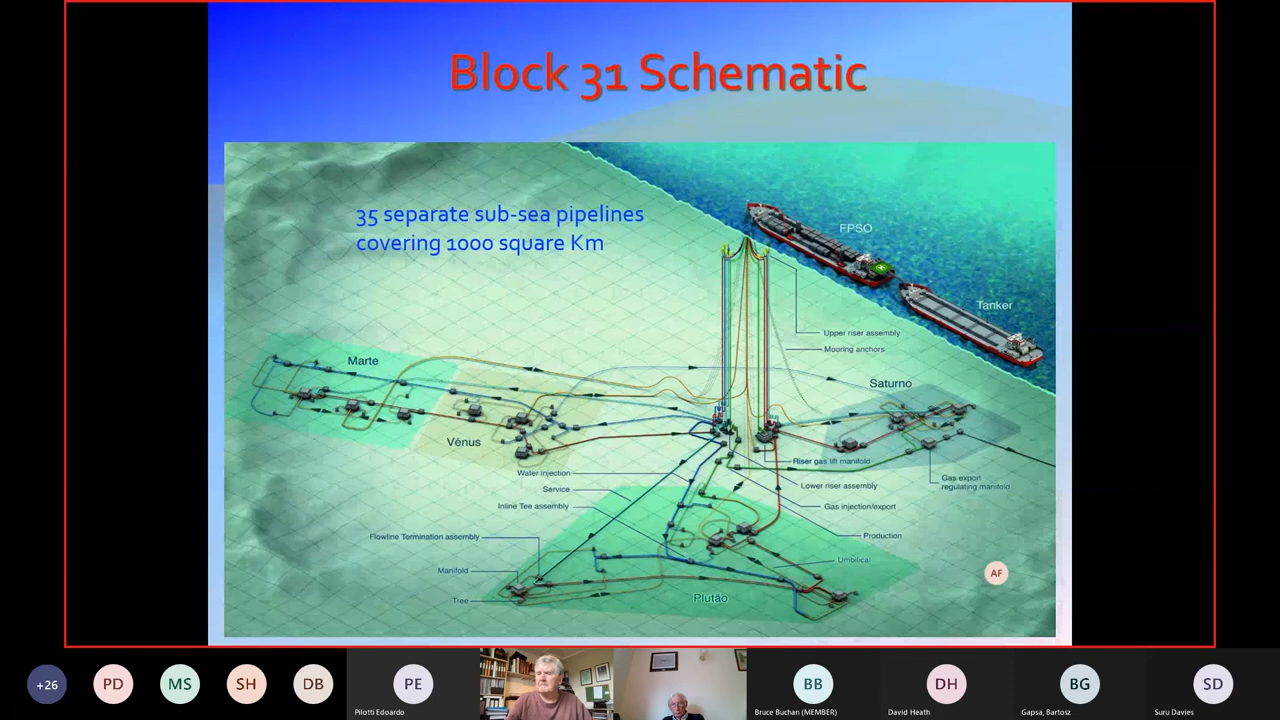 Block 31 Schematic
35 separate sub-sea pipelines
covering 1000 square Km
FPSO
Tanker
Upper riser assembly
Mooring anchors
Marte
Saturno
Vénus
Riser gas lift manifold
Water injection
Gas export
regulating manifold
Service
Lower riser assembly
Inline Tee assembly
Gas injection/export
Flowline Termination assembly
Production
Umbilical
Manifold
AF
Tree
Plutão
+26
PD
MS
SH
DB
PE
BB
DH
BG
SD
Pilotti Edoardo
Bruce Buchan (MEMBER)
David Heath
Gapsa, Bartosz
Suru Davies